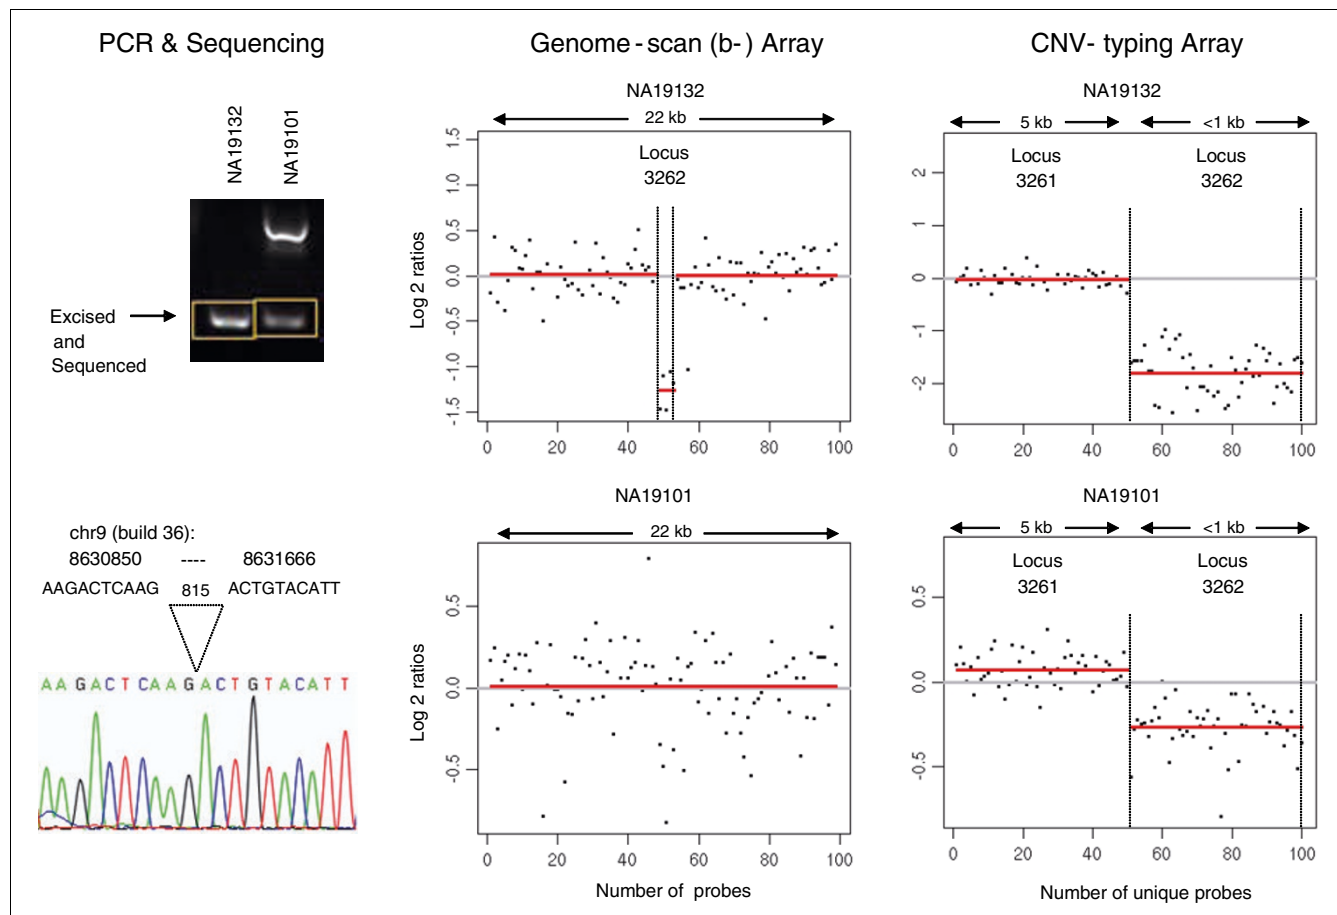 PCR & Sequencing
Genome-scan (b-) Array
CNV- typing Array
NA19132
NA19101
Excised
and
Sequenced
chr9 (build 36):
8630850 ---- 8631666
AAGACTCAAG 815 ACTGTACATT
AAGACTCAAGACTGTACATT
NA19132
22 kb
Locus
3262
Log 2 ratios
1.5
1.0
0.5
0.0
-0.5
-1.0
-1.5
0 20 40 60 80 100
NA19132
5 kb <1 kb
Locus Locus
3261 3262
2
1
0
-1
-2
0 20 40 60 80 100
NA19101
22 kb
Log 2 ratios
0.5
0.0
-0.5
0 20 40 60 80 100
Number of probes
NA19101
5 kb <1 kb
Locus Locus
3261 3262
0.5
0.0
-0.5
0 20 40 60 80 100
Number of unique probes